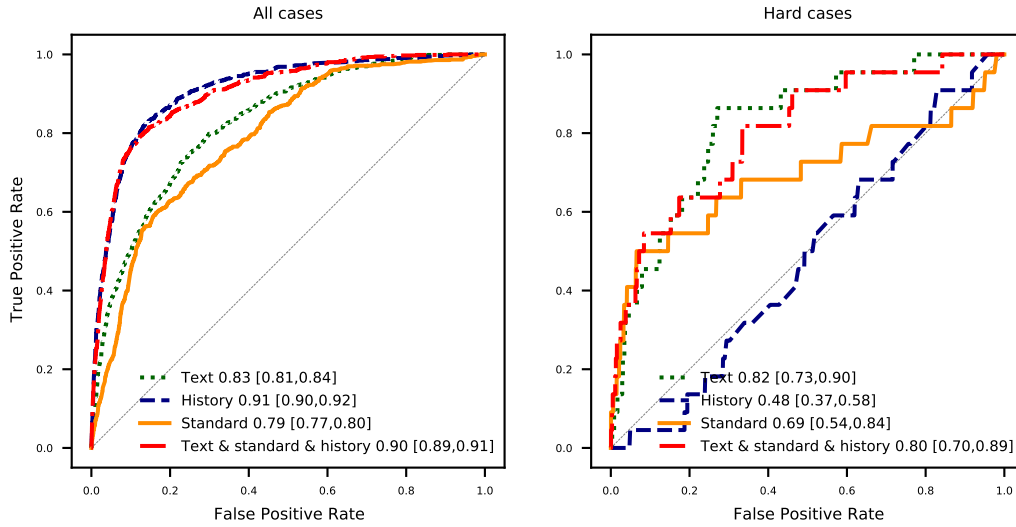 All cases
True Positive Rate
1.0
0.8
0.6
0.4
0.2
0.0
Text 0.83 [0.81,0.84]
History 0.91 [0.90,0.92]
Standard 0.79 [0.77,0.80]
Text & standard & history 0.90 [0.89,0.91]
0.0 0.2 0.4 0.6 0.8 1.0
False Positive Rate
Hard cases
1.0
0.8
0.6
0.4
0.2
0.0
Text 0.82 [0.73,0.90]
History 0.48 [0.37,0.58]
Standard 0.69 [0.54,0.84]
Text & standard & history 0.80 [0.70,0.89]
0.0 0.2 0.4 0.6 0.8 1.0
False Positive Rate